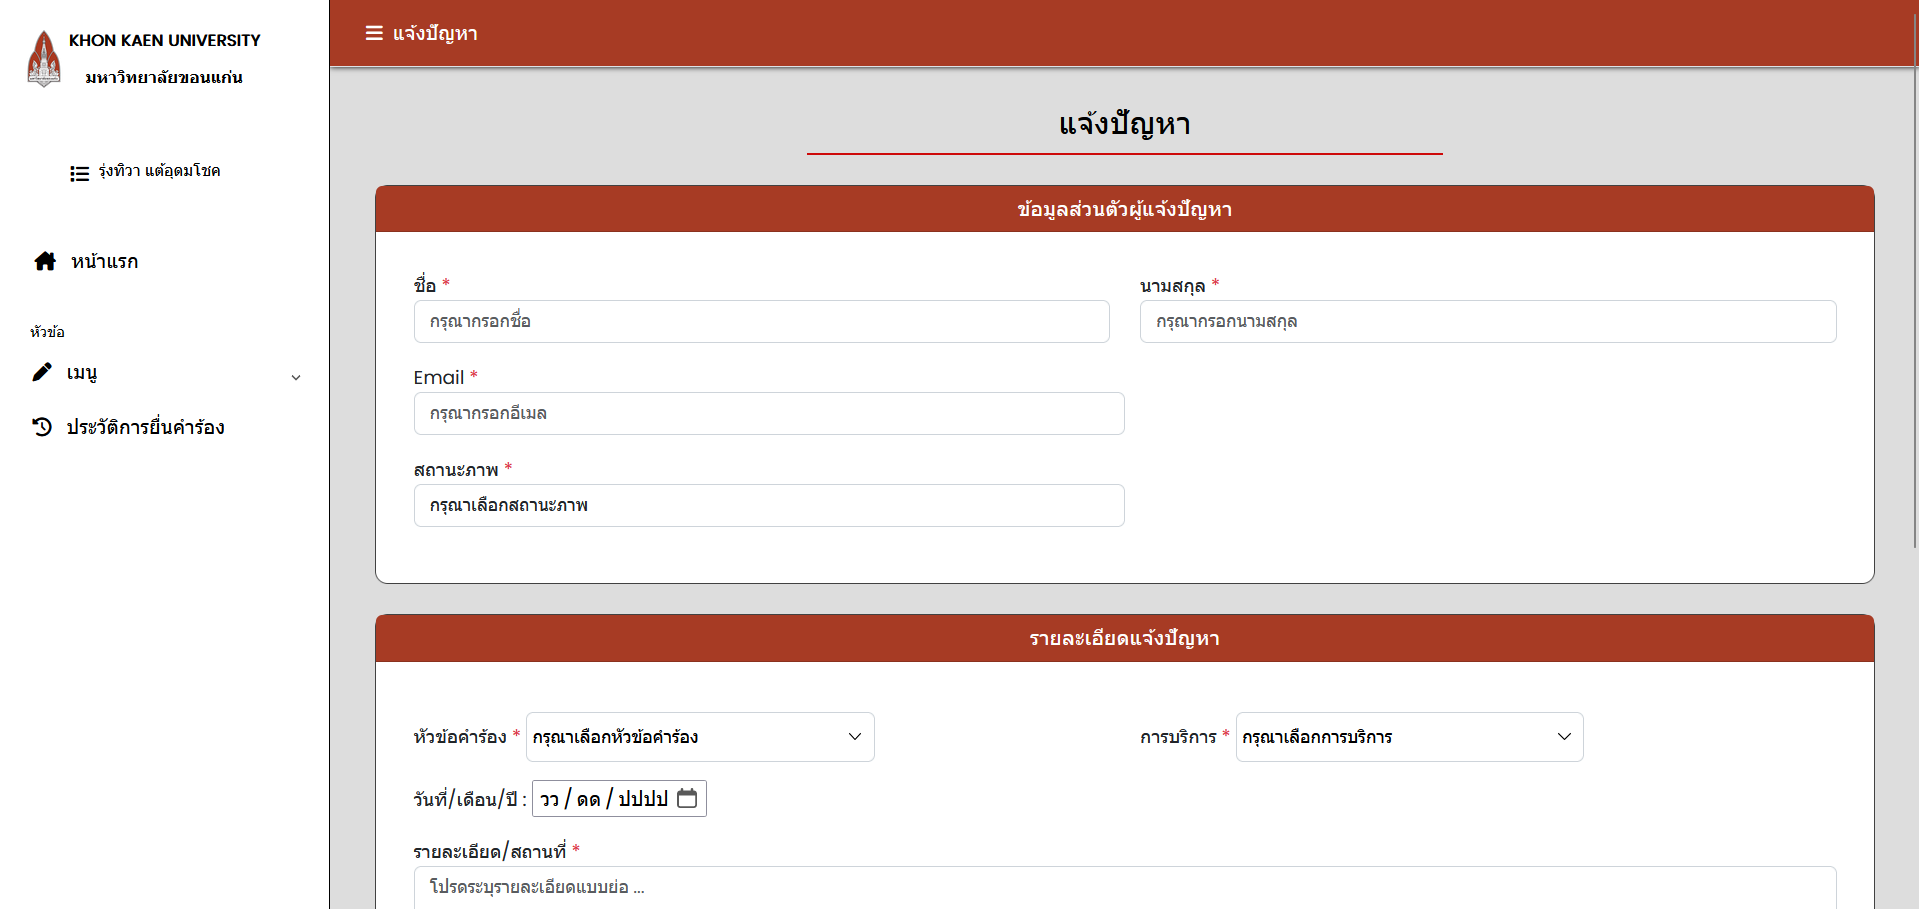 KHON KAEN UNIVERSITY
มหาวิทยาลัยขอนแก่น
รุ่งทิวา แต้อุดมโชค
หน้าแรก
หัวข้อ
เมนู
ประวัติการยื่นคำร้อง
แจ้งปัญหา
แจ้งปัญหา
ข้อมูลส่วนตัวผู้แจ้งปัญหา
ชื่อ * นามสกุล *
กรุณากรอกชื่อ กรุณากรอกนามสกุล
Email *
กรุณากรอกอีเมล
สถานะภาพ *
กรุณาเลือกสถานะภาพ
รายละเอียดแจ้งปัญหา
หัวข้อคำร้อง * กรุณาเลือกหัวข้อคำร้อง การบริการ * กรุณาเลือกการบริการ
วันที่/เดือน/ปี : วว / ดด / ปปปป
รายละเอียด/สถานที่ *
โปรดระบุรายละเอียดแบบย่อ ...